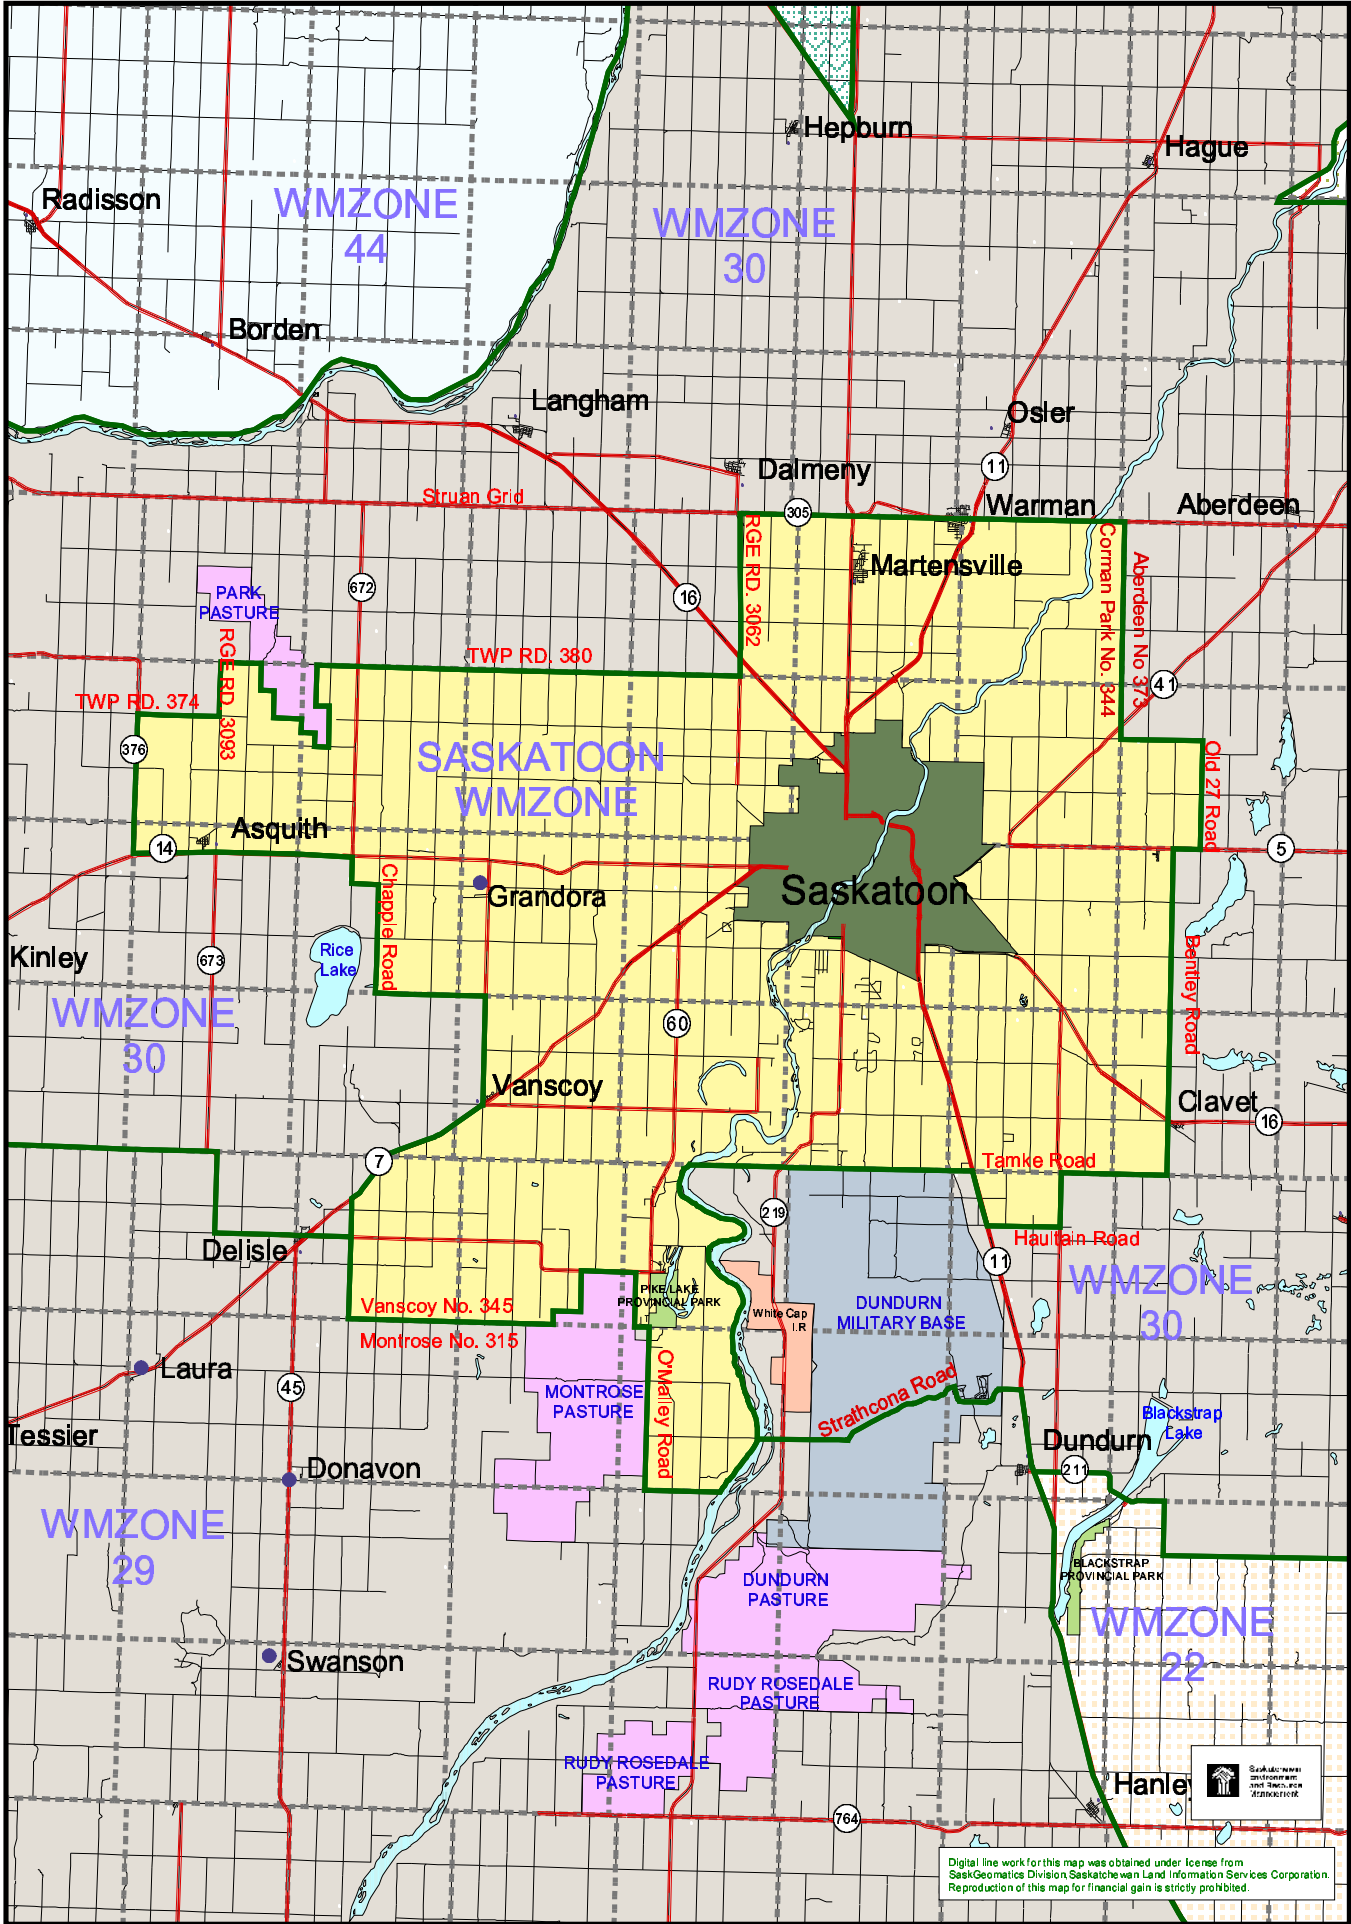 Hepburn
Hague
Radisson
WMZONE
44
WMZONE
30
Borden
Langham
Osler
Dalmeny
11
Struan Grid
305
Warman
Aberdeen
RGE RD. 3062
Martensville
Corman Park No. 344
Aberdeen No 373
672
16
PARK
PASTURE
RGE RD. 3093
TWP RD. 380
41
TWP RD. 374
376
SASKATOON
WMZONE
Old 27 Road
Asquith
14
5
Chapple Road
Grandora
Saskatoon
Rice
Lake
Kinley
673
Bentley Road
WMZONE
30
60
Vanscoy
Clavet
16
7
Tamke Road
219
Delisle
Haultain Road
11
PIKE LAKE
PROVINCIAL PARK
WMZONE
30
Vanscoy No. 345
Montrose No. 315
White Cap
I.R
DUNDURN
MILITARY BASE
Laura
45
MONTROSE
PASTURE
O'Malley Road
Strathcona Road
Blackstrap
Lake
Tessier
Dundurn
211
Donavon
WMZONE
29
BLACKSTRAP
PROVINCIAL PARK
DUNDURN
PASTURE
WMZONE
22
Swanson
RUDY ROSEDALE
PASTURE
RUDY ROSEDALE
PASTURE
Hanley
Saskatchewan
Environment
and Resource
Management
764
Digital line work for this map was obtained under license from
SaskGeomatics Division,Saskatchewan Land Information Services Corporation.
Reproduction of this map for financial gain is strictly prohibited.